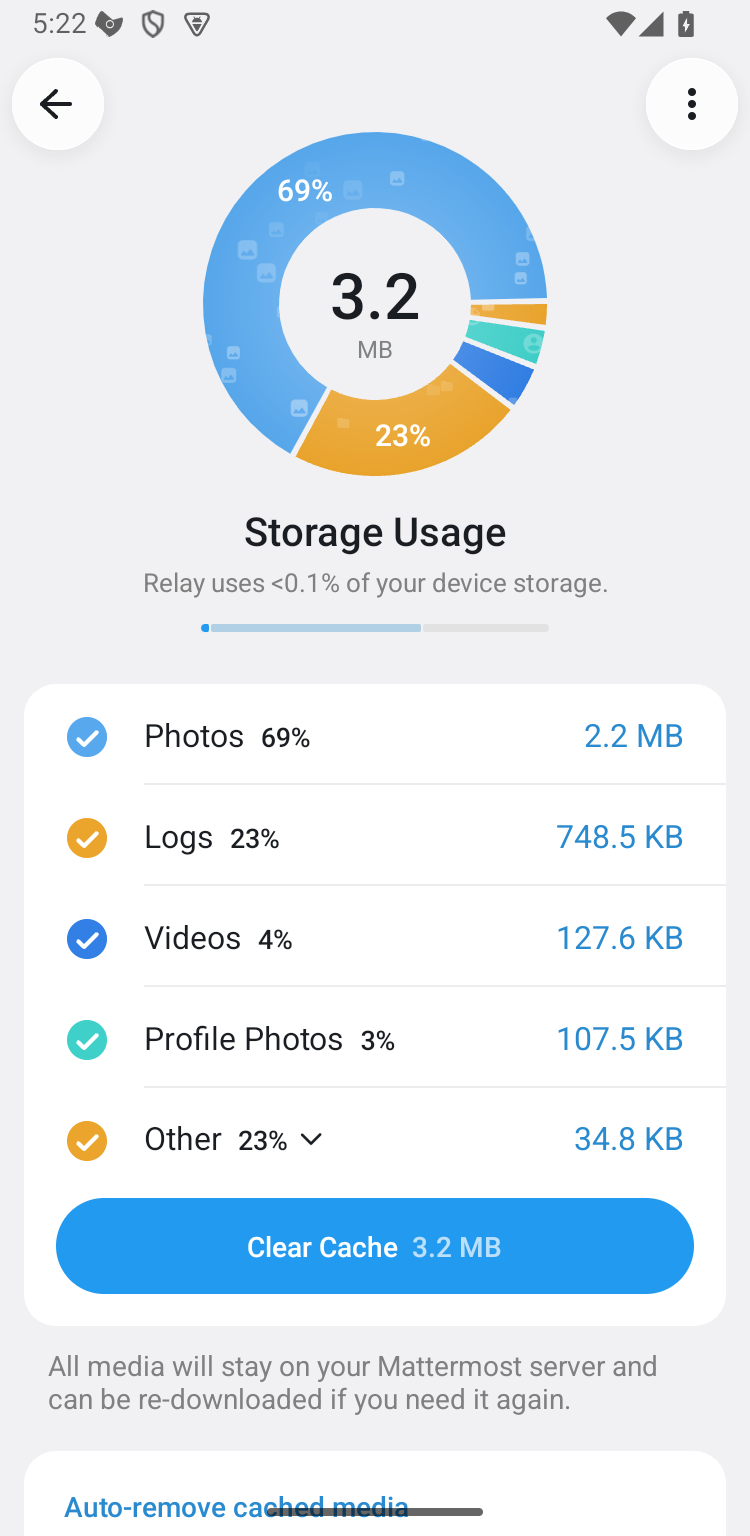 5:22
69%
3.2
MB
23%
Storage Usage
Relay uses <0.1% of your device storage.
Photos 69% 2.2 MB
Logs 23% 748.5 KB
Videos 4% 127.6 KB
Profile Photos 3% 107.5 KB
Other 23% 34.8 KB
Clear Cache 3.2 MB
All media will stay on your Mattermost server and
can be re-downloaded if you need it again.
Auto-remove cached media